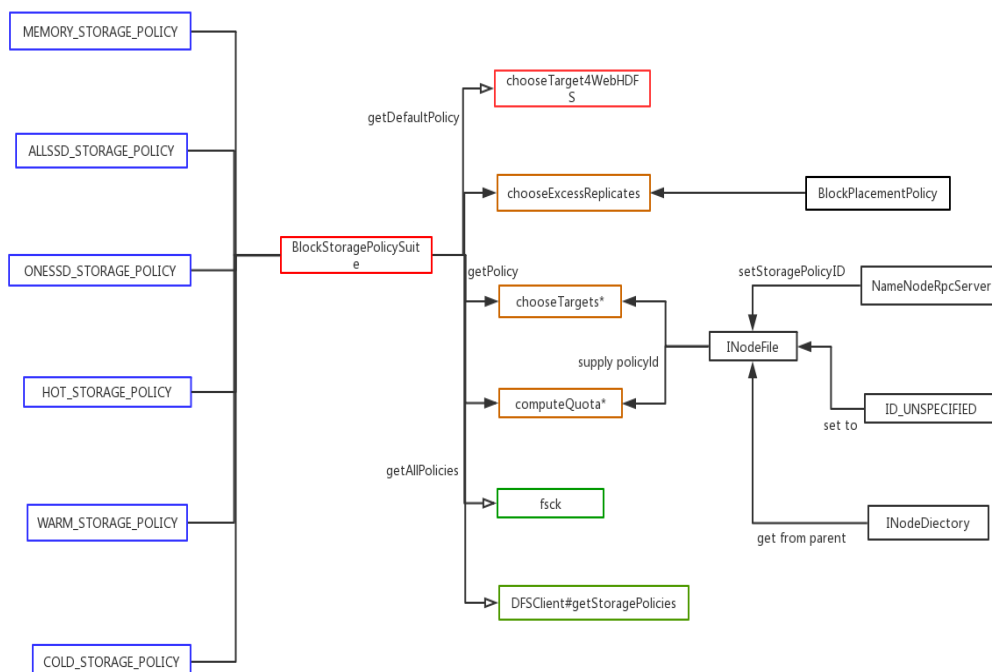 MEMORY_STORAGE_POLICY
chooseTarget4WebHDF
S
getDefaultPolicy
ALLSSD_STORAGE_POLICY
chooseExcessReplicates
BlockPlacementPolicy
BlockStoragePolicySuit
e
ONESSD_STORAGE_POLICY
getPolicy
setStoragePolicyID
NameNodeRpcServer
chooseTargets*
INodeFile
supply policyId
HOT_STORAGE_POLICY
computeQuota*
ID_UNSPECIFIED
set to
getAllPolicies
fsck
WARM_STORAGE_POLICY
INodeDiectory
get from parent
DFSClient#getStoragePolicies
COLD_STORAGE_POLICY